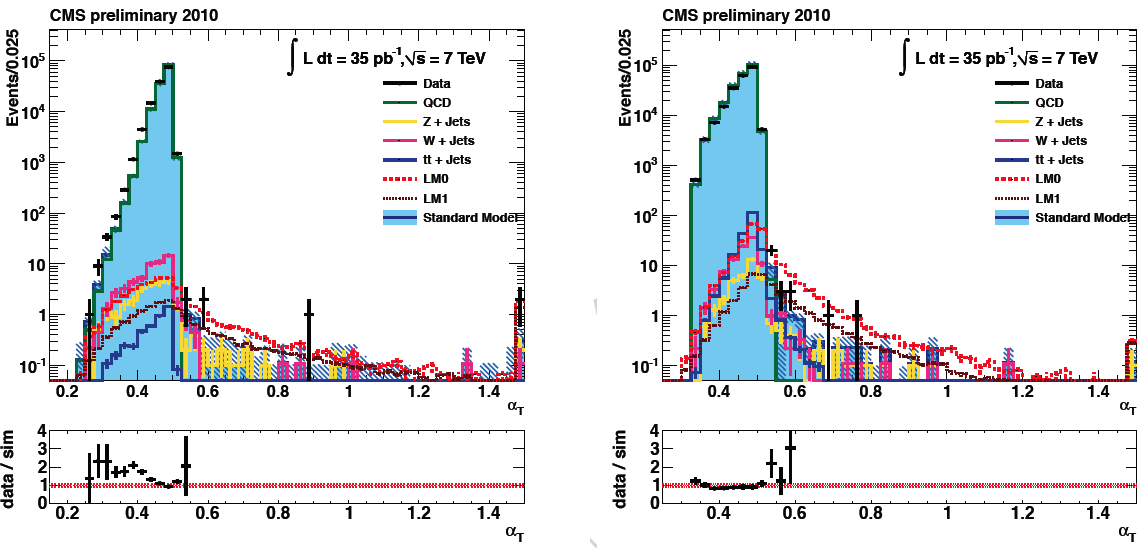 CMS preliminary 2010
Events/0.025
∫ L dt = 35 pb⁻¹,√s = 7 TeV
Data
QCD
Z + Jets
W + Jets
tt + Jets
LM0
LM1
Standard Model
10⁵
10⁴
10³
10²
10
1
10⁻¹
0.2 0.4 0.6 0.8 1 1.2 1.4
αT
data / sim
4
3
2
1
0
0.2 0.4 0.6 0.8 1 1.2 1.4
αT
CMS preliminary 2010
Events/0.025
∫ L dt = 35 pb⁻¹,√s = 7 TeV
Data
QCD
Z + Jets
W + Jets
tt + Jets
LM0
LM1
Standard Model
10⁵
10⁴
10³
10²
10
1
10⁻¹
0.4 0.6 0.8 1 1.2 1.4
αT
data / sim
4
3
2
1
0
0.4 0.6 0.8 1 1.2 1.4
αT